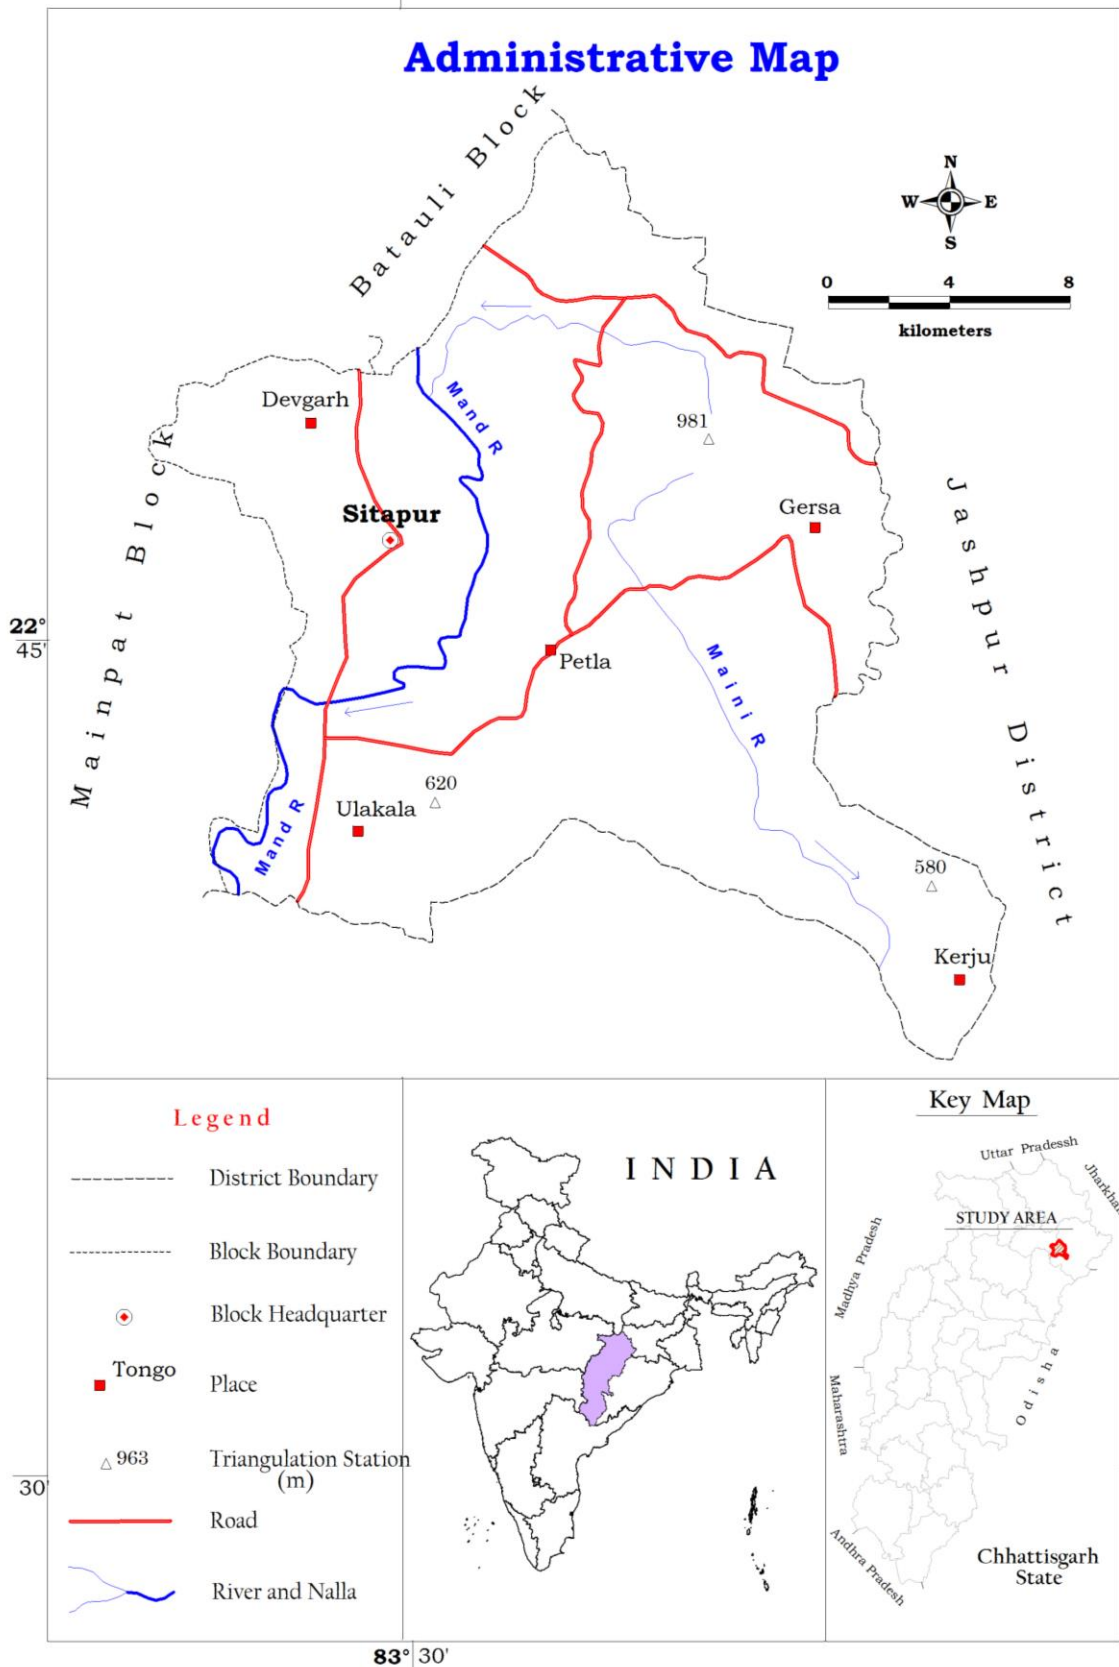 Administrative Map
Batauli Block
N
W E
S
0 4 8
kilometers
Devgarh
Mand R
981
Mainpat Block
Sitapur
Gersa
Jashpur District
22°
45'
Petla
Maini R
620
Ulakala
Mand R
580
Kerju
Legend
District Boundary
Block Boundary
Block Headquarter
Tongo
Place
963
Triangulation Station
(m)
Road
River and Nalla
30'
83° 30'
INDIA
Key Map
Uttar Pradessh
STUDY AREA
Madhya Pradesh
Maharashtra
Odisha
Andhra Pradesh
Chhattisgarh
State